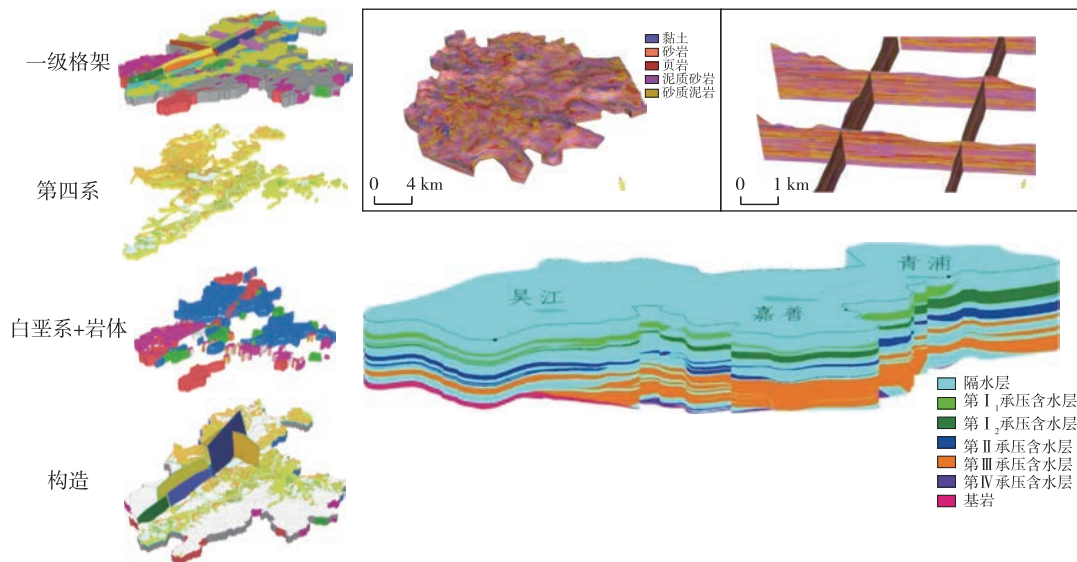 一级格架
第四系
白垩系+岩体
构造
黏土
砂岩
页岩
泥质砂岩
砂质泥岩
0 4 km
0 1 km
吴江
嘉善
青浦
隔水层
第Ⅰ₁承压含水层
第Ⅰ₂承压含水层
第Ⅱ承压含水层
第Ⅲ承压含水层
第Ⅳ承压含水层
基岩